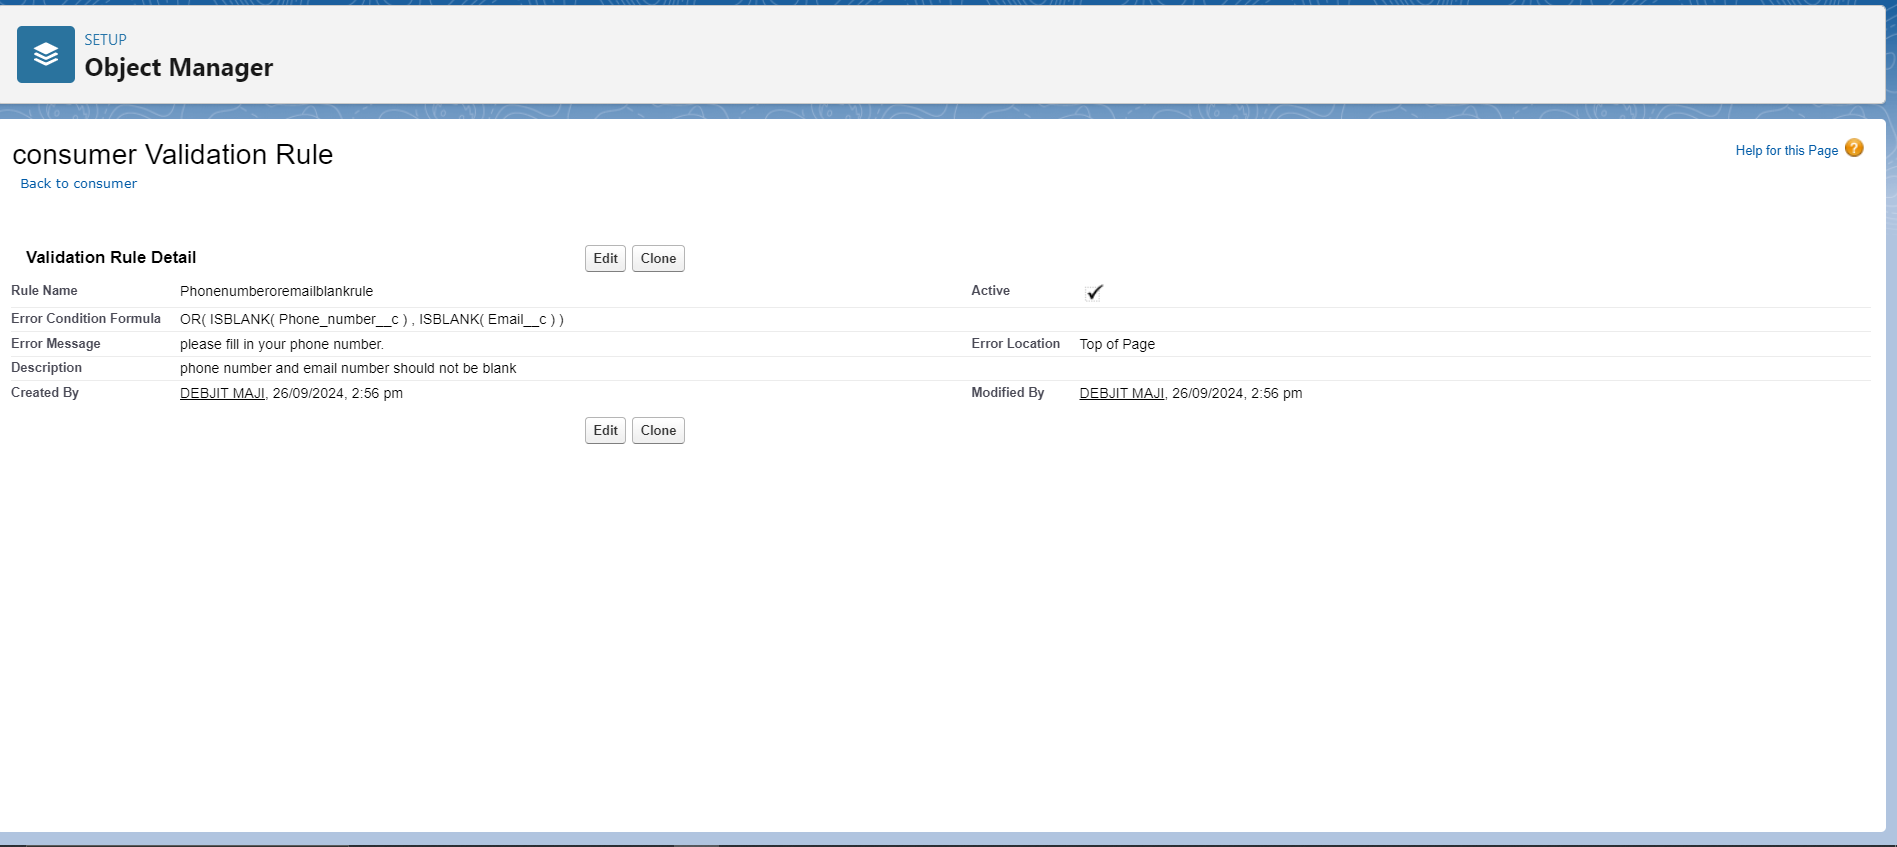 SETUP
Object Manager
consumer Validation Rule
Help for this Page ?
Back to consumer
Validation Rule Detail
Edit Clone
Rule Name Phonenumberoremailblankrule Active
Error Condition Formula OR( ISBLANK( Phone_number__c ) , ISBLANK( Email__c ) )
Error Message please fill in your phone number. Error Location Top of Page
Description phone number and email number should not be blank
Created By DEBJIT MAJI, 26/09/2024, 2:56 pm Modified By DEBJIT MAJI, 26/09/2024, 2:56 pm
Edit Clone